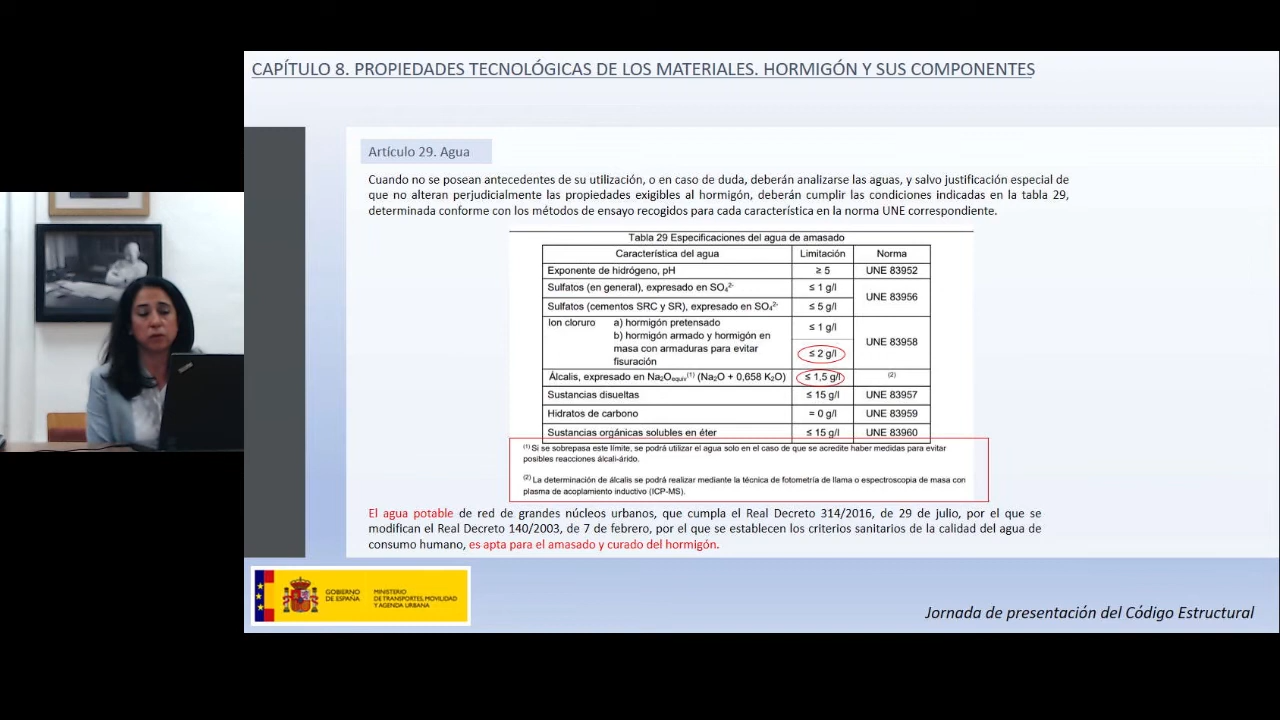 CAPÍTULO 8. PROPIEDADES TECNOLÓGICAS DE LOS MATERIALES. HORMIGÓN Y SUS COMPONENTES
Artículo 29. Agua
Cuando no se posean antecedentes de su utilización, o en caso de duda, deberán analizarse las aguas, y salvo justificación especial de
que no alteran perjudicialmente las propiedades exigibles al hormigón, deberán cumplir las condiciones indicadas en la tabla 29,
determinada conforme con los métodos de ensayo recogidos para cada característica en la norma UNE correspondiente.
Tabla 29 Especificaciones del agua de amasado
Característica del agua Limitación Norma
Exponente de hidrógeno, pH ≥ 5 UNE 83952
Sulfatos (en general), expresado en SO₄²⁻ ≤ 1 g/l
UNE 83956
Sulfatos (cementos SRC y SR), expresado en SO₄²⁻ ≤ 5 g/l
Ion cloruro a) hormigón pretensado ≤ 1 g/l
b) hormigón armado y hormigón en
UNE 83958
masa con armaduras para evitar ≤ 2 g/l
fisuración
Álcalis, expresado en Na₂Oequiv⁽¹⁾ (Na₂O + 0,658 K₂O) ≤ 1,5 g/l (2)
Sustancias disueltas ≤ 15 g/l UNE 83957
Hidratos de carbono = 0 g/l UNE 83959
Sustancias orgánicas solubles en éter ≤ 15 g/l UNE 83960
(1) Si se sobrepasa este límite, se podrá utilizar el agua solo en el caso de que se acredite haber medidas para evitar
posibles reacciones álcali-árido.
(2) La determinación de álcalis se podrá realizar mediante la técnica de fotometría de llama o espectroscopia de masa con
plasma de acoplamiento inductivo (ICP-MS).
El agua potable de red de grandes núcleos urbanos, que cumpla el Real Decreto 314/2016, de 29 de julio, por el que se
modifican el Real Decreto 140/2003, de 7 de febrero, por el que se establecen los criterios sanitarios de la calidad del agua de
consumo humano, es apta para el amasado y curado del hormigón.
GOBIERNO
DE ESPAÑA
MINISTERIO
DE TRANSPORTES, MOVILIDAD
Y AGENDA URBANA
Jornada de presentación del Código Estructural